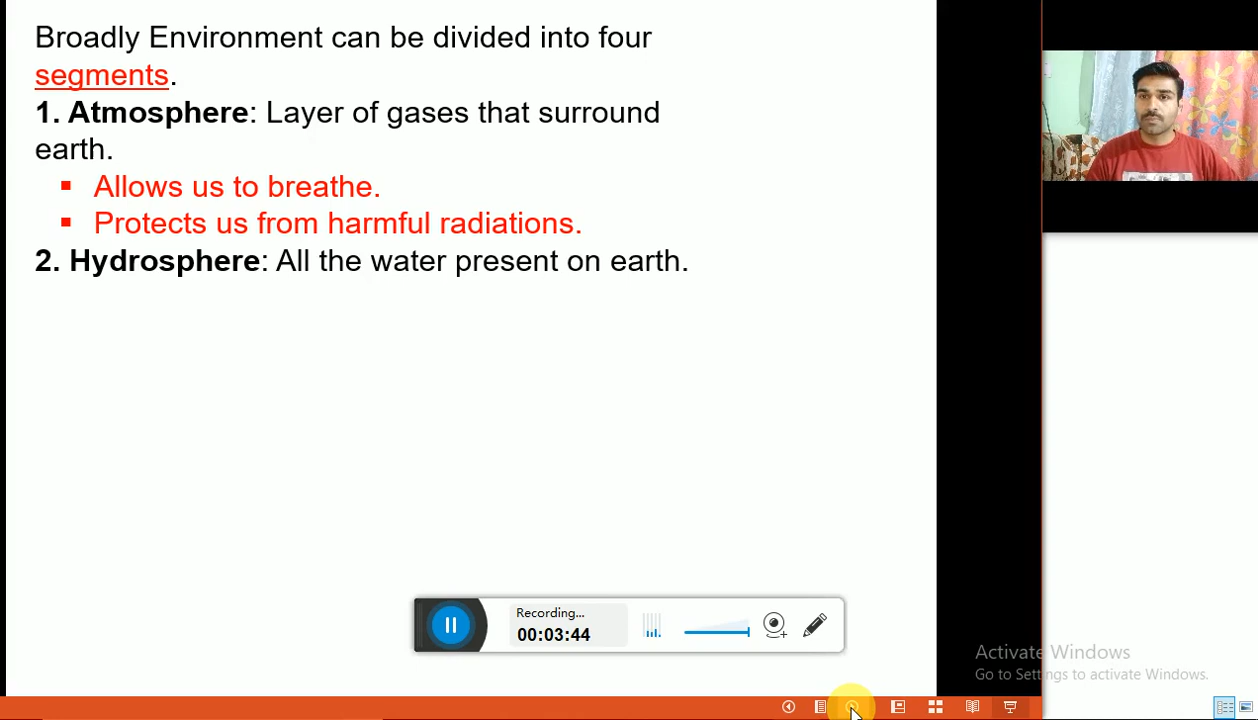 Broadly Environment can be divided into four
segments.
1. Atmosphere: Layer of gases that surround
earth.
▪ Allows us to breathe.
▪ Protects us from harmful radiations.
2. Hydrosphere: All the water present on earth.
Recording...
00:03:44
Activate Windows
Go to Settings to activate Windows.